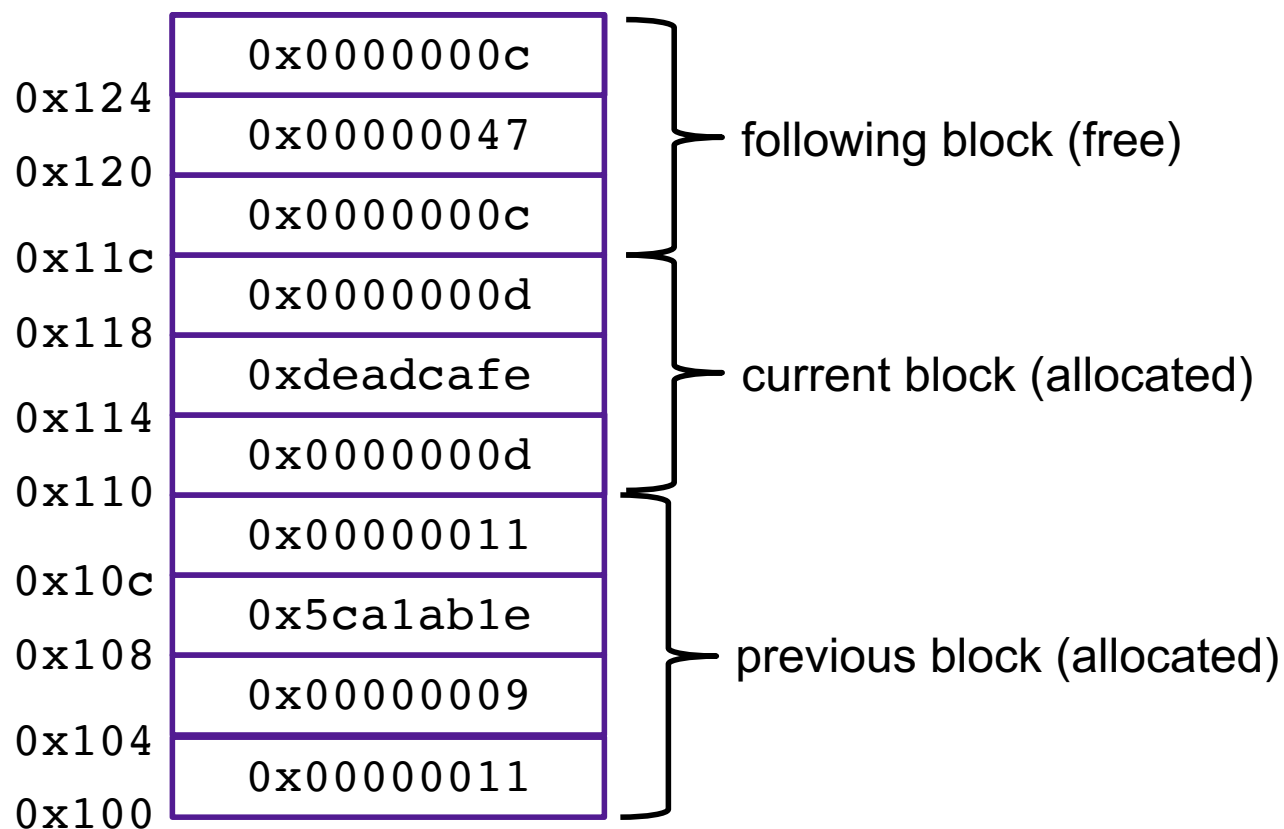 0x0000000c
0x124
0x00000047
following block (free)
0x120
0x0000000c
0x11c
0x0000000d
0x118
0xdeadcafe
current block (allocated)
0x114
0x0000000d
0x110
0x00000011
0x10c
0x5ca1ab1e
0x108
previous block (allocated)
0x00000009
0x104
0x00000011
0x100